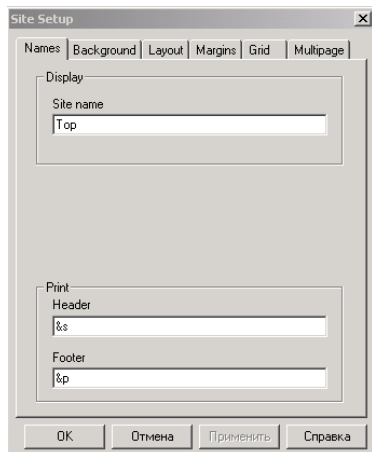 Site Setup
Names Background Layout Margins Grid Multipage
Display
Site name
Top
Print
Header
&s
Footer
&p
OK Отмена Применить Справка